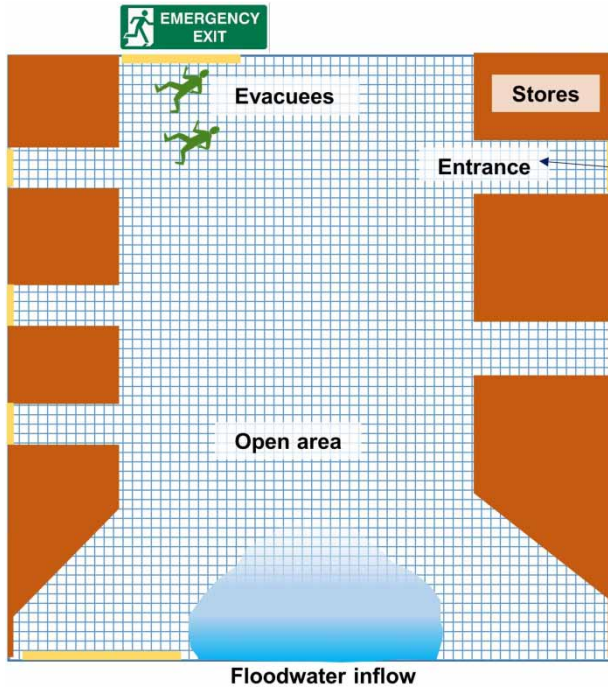 EMERGENCY
EXIT
Evacuees
Stores
Entrance
Open area
Floodwater inflow